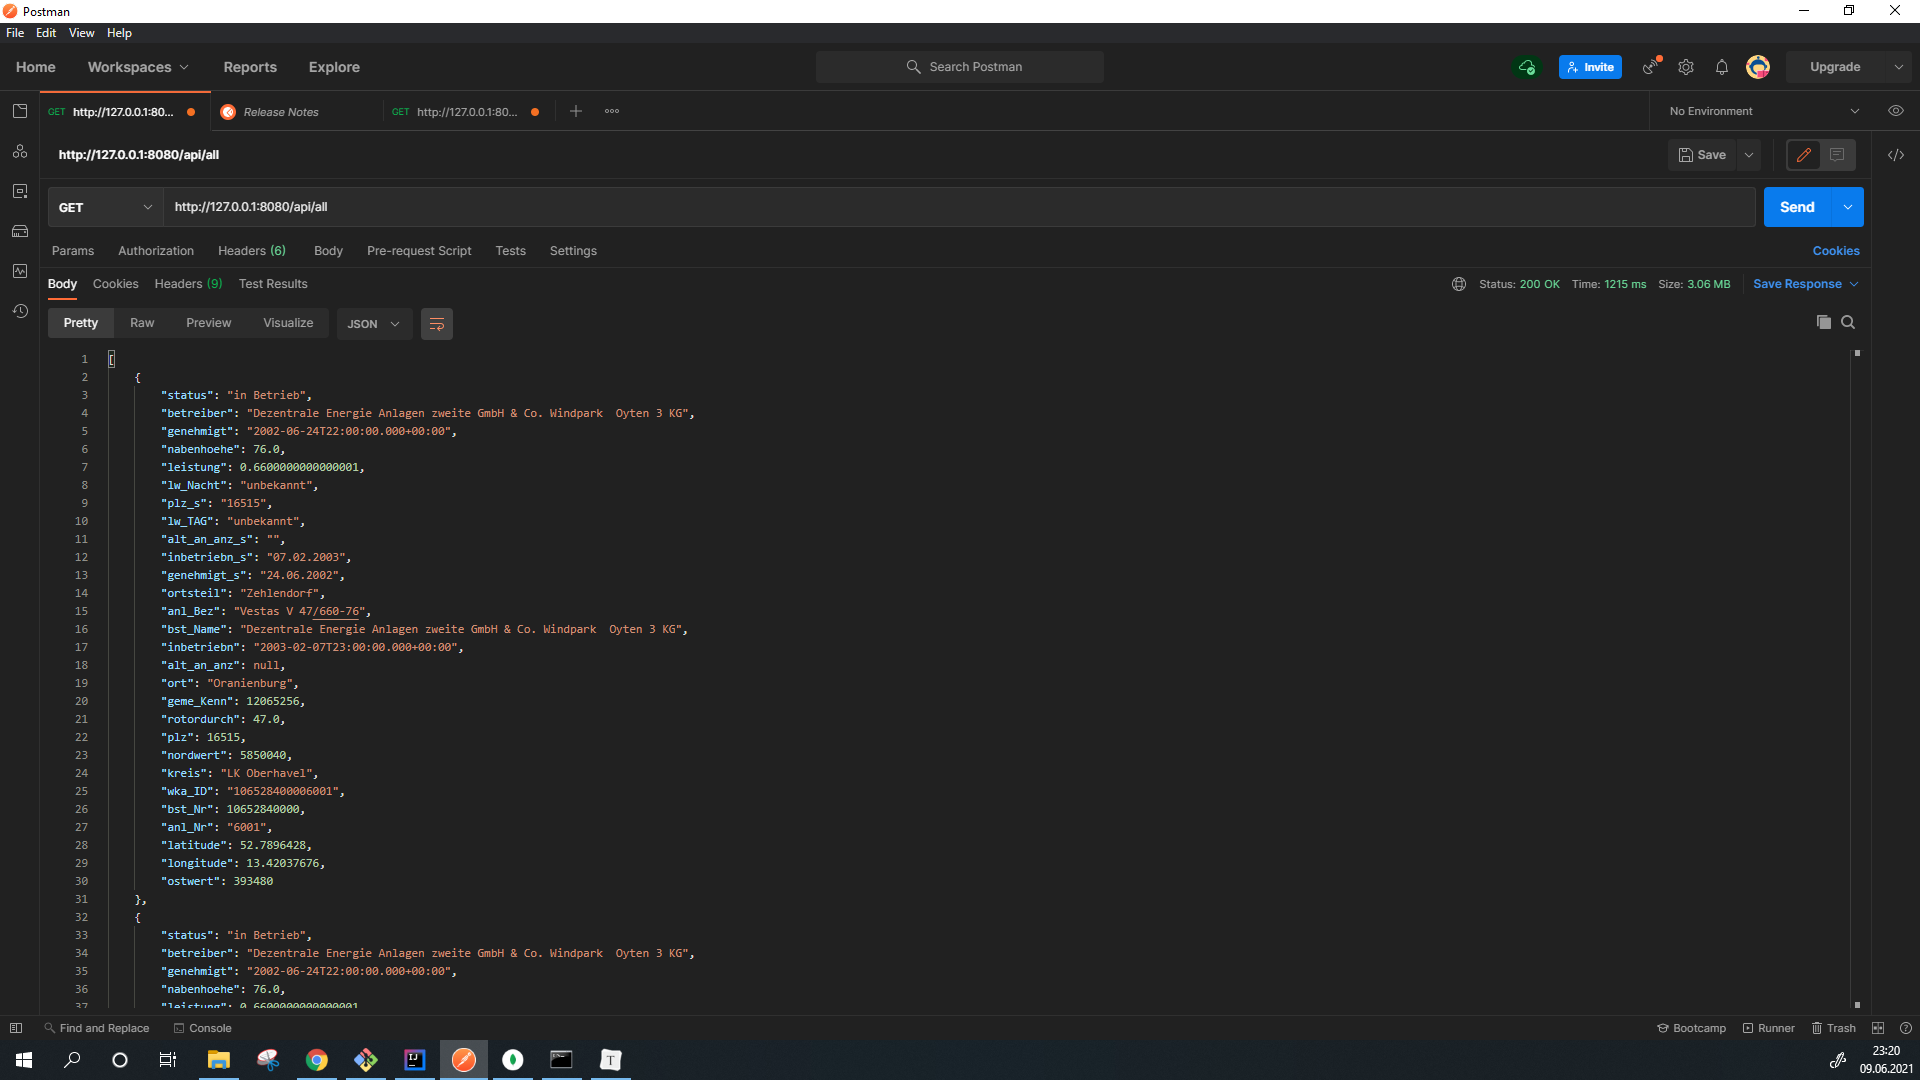 Postman
File Edit View Help
Home Workspaces Reports Explore Search Postman Invite Upgrade
GET http://127.0.0.1:80... Release Notes GET http://127.0.0.1:80... No Environment
http://127.0.0.1:8080/api/all Save
GET http://127.0.0.1:8080/api/all Send
Params Authorization Headers (6) Body Pre-request Script Tests Settings Cookies
Body Cookies Headers (9) Test Results Status: 200 OK Time: 1215 ms Size: 3.06 MB Save Response
Pretty Raw Preview Visualize JSON
1 [
2 {
3 "status": "in Betrieb",
4 "betreiber": "Dezentrale Energie Anlagen zweite GmbH & Co. Windpark  Oyten 3 KG",
5 "genehmigt": "2002-06-24T22:00:00.000+00:00",
6 "nabenhoehe": 76.0,
7 "leistung": 0.6600000000000001,
8 "lw_Nacht": "unbekannt",
9 "plz_s": "16515",
10 "lw_TAG": "unbekannt",
11 "alt_an_anz_s": "",
12 "inbetriebn_s": "07.02.2003",
13 "genehmigt_s": "24.06.2002",
14 "ortsteil": "Zehlendorf",
15 "anl_Bez": "Vestas V 47/660-76",
16 "bst_Name": "Dezentrale Energie Anlagen zweite GmbH & Co. Windpark  Oyten 3 KG",
17 "inbetriebn": "2003-02-07T23:00:00.000+00:00",
18 "alt_an_anz": null,
19 "ort": "Oranienburg",
20 "geme_Kenn": 12065256,
21 "rotordurch": 47.0,
22 "plz": 16515,
23 "nordwert": 5850040,
24 "kreis": "LK Oberhavel",
25 "wka_ID": "106528400006001",
26 "bst_Nr": 10652840000,
27 "anl_Nr": "6001",
28 "latitude": 52.7896428,
29 "longitude": 13.42037676,
30 "ostwert": 393480
31 },
32 {
33 "status": "in Betrieb",
34 "betreiber": "Dezentrale Energie Anlagen zweite GmbH & Co. Windpark  Oyten 3 KG",
35 "genehmigt": "2002-06-24T22:00:00.000+00:00",
36 "nabenhoehe": 76.0,
37 "leistung": 0.6600000000000001
Find and Replace Console Bootcamp Runner Trash
23:20
09.06.2021